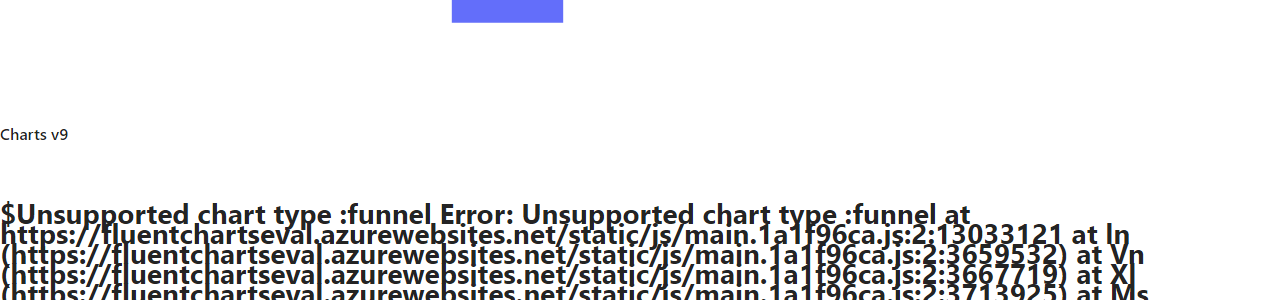 Charts v9
$Unsupported chart type :funnel Error: Unsupported chart type :funnel at
https://fluentchartseval.azurewebsites.net/static/js/main.1a1f96ca.js:2:13033121 at ln
(https://fluentchartseval.azurewebsites.net/static/js/main.1a1f96ca.js:2:3659532) at Vn
(https://fluentchartseval.azurewebsites.net/static/js/main.1a1f96ca.js:2:3667719) at Xl
(https://fluentchartseval.azurewebsites.net/static/js/main.1a1f96ca.js:2:3713925) at Ms